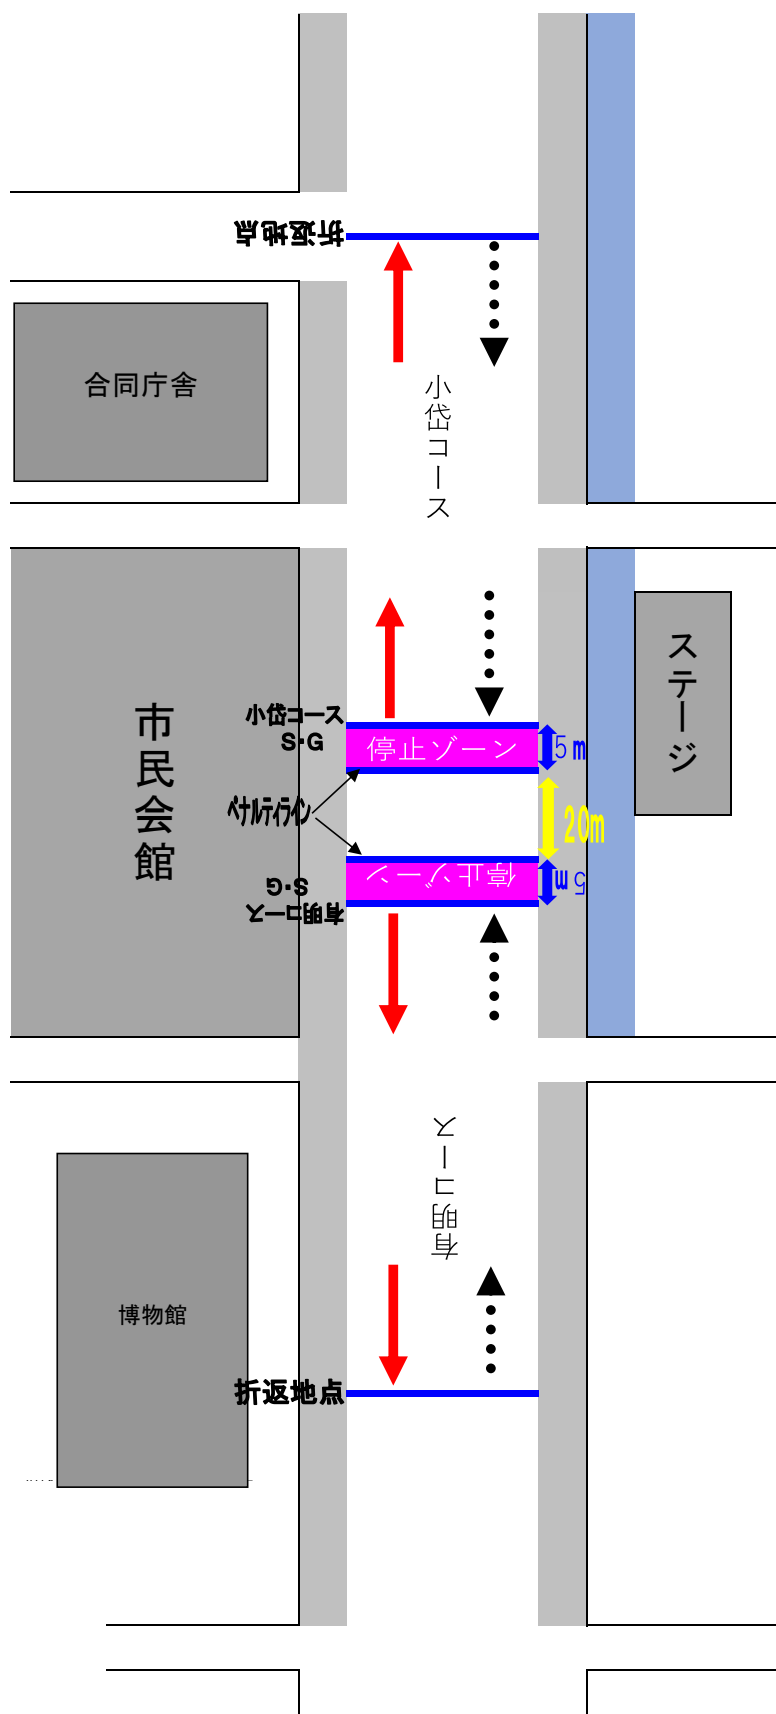 折返地点
合同庁舎
小岱コース
ステージ
市民会館
小岱コース
S・G
停止ゾーン
5m
ペナルティライン
20m
停止ゾーン
5m
S・G
有明コース
有明コース
博物館
折返地点